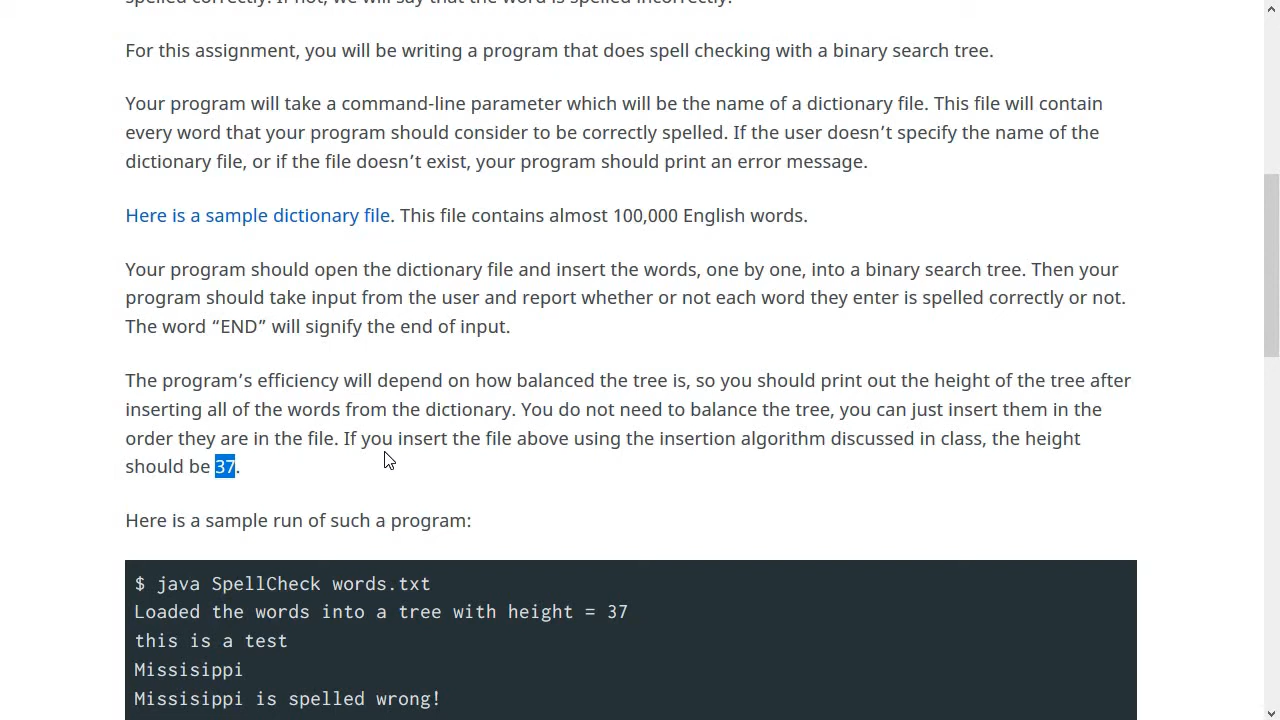 spelled correctly. If not, we will say that the word is spelled incorrectly.
For this assignment, you will be writing a program that does spell checking with a binary search tree.
Your program will take a command-line parameter which will be the name of a dictionary file. This file will contain
every word that your program should consider to be correctly spelled. If the user doesn’t specify the name of the
dictionary file, or if the file doesn’t exist, your program should print an error message.
Here is a sample dictionary file. This file contains almost 100,000 English words.
Your program should open the dictionary file and insert the words, one by one, into a binary search tree. Then your
program should take input from the user and report whether or not each word they enter is spelled correctly or not.
The word “END” will signify the end of input.
The program’s efficiency will depend on how balanced the tree is, so you should print out the height of the tree after
inserting all of the words from the dictionary. You do not need to balance the tree, you can just insert them in the
order they are in the file. If you insert the file above using the insertion algorithm discussed in class, the height
should be 37.
Here is a sample run of such a program:
$ java SpellCheck words.txt
Loaded the words into a tree with height = 37
this is a test
Missisippi
Missisippi is spelled wrong!